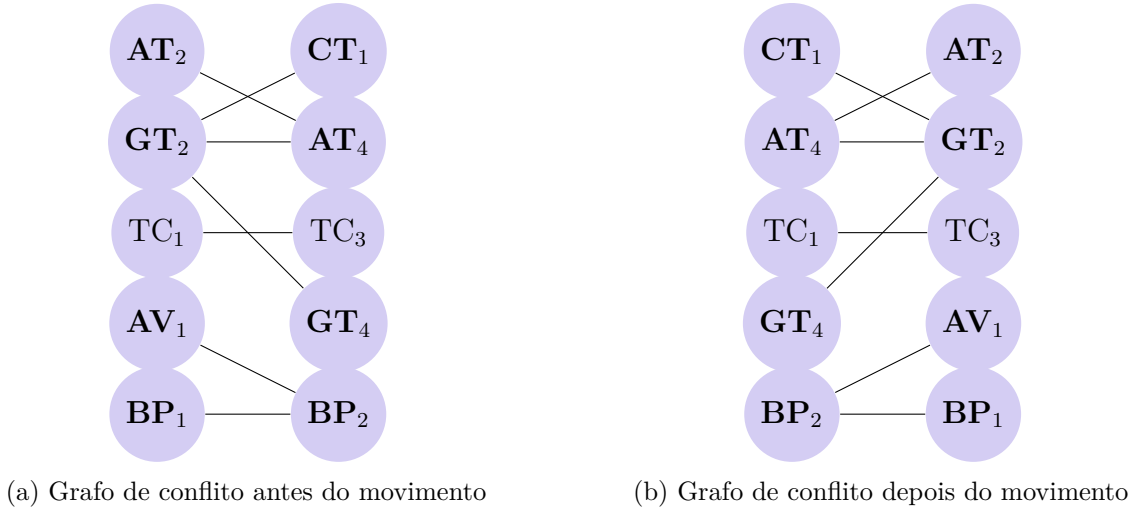 AT₂ CT₁
GT₂ AT₄
TC₁ TC₃
AV₁ GT₄
BP₁ BP₂
(a) Grafo de conflito antes do movimento
CT₁ AT₂
AT₄ GT₂
TC₁ TC₃
GT₄ AV₁
BP₂ BP₁
(b) Grafo de conflito depois do movimento